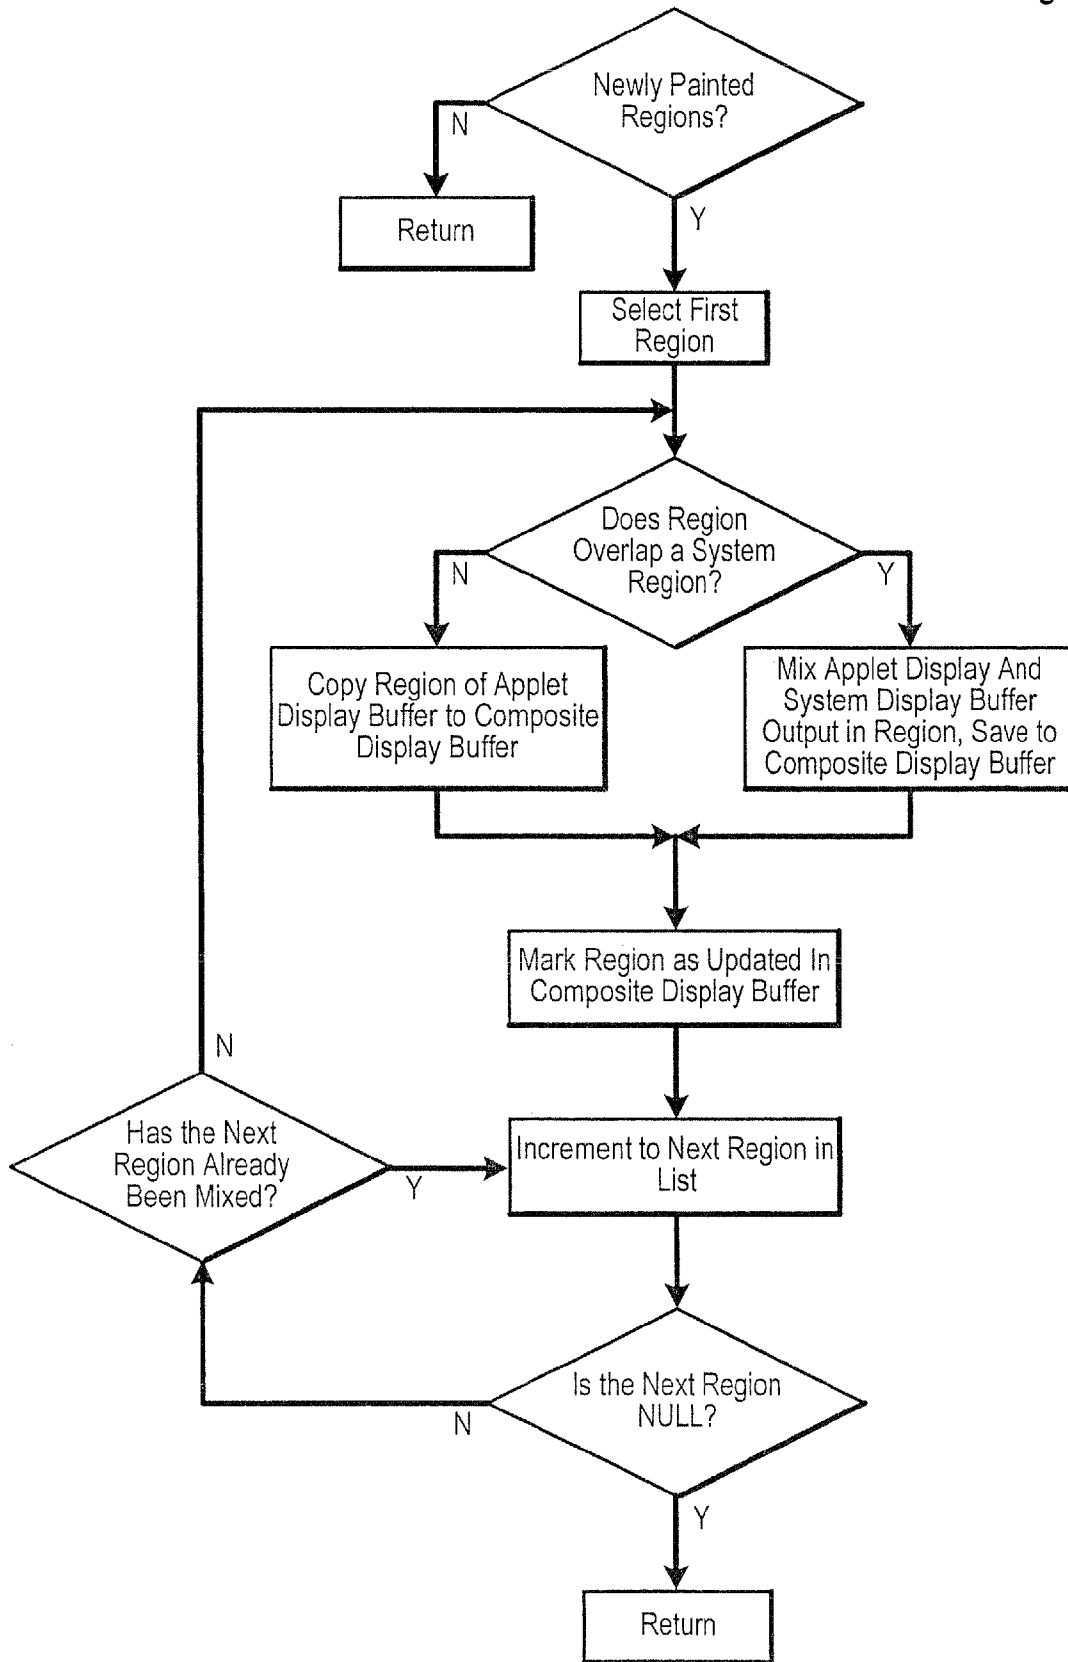 Newly Painted
Regions?
N
Y
Return
Select First
Region
Does Region
Overlap a System
Region?
N
Y
Copy Region of Applet
Display Buffer to Composite
Display Buffer
Mix Applet Display And
System Display Buffer
Output in Region, Save to
Composite Display Buffer
Mark Region as Updated In
Composite Display Buffer
N
Has the Next
Region Already
Been Mixed?
Y
Increment to Next Region in
List
Is the Next Region
NULL?
N
Y
Return